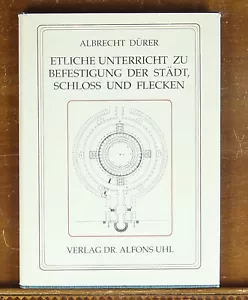 ALBRECHT DÜRER
ETLICHE UNTERRICHT ZU
BEFESTIGUNG DER STÄDT,
SCHLOSS UND FLECKEN
VERLAG DR. ALFONS UHL